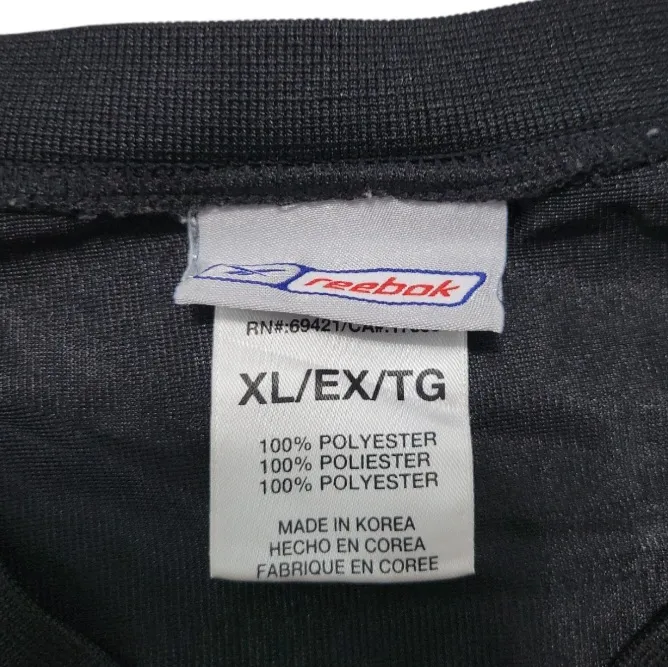 reebok
RN#:69421/CA#:
XL/EX/TG
100% POLYESTER
100% POLIESTER
100% POLYESTER
MADE IN KOREA
HECHO EN COREA
FABRIQUE EN COREE